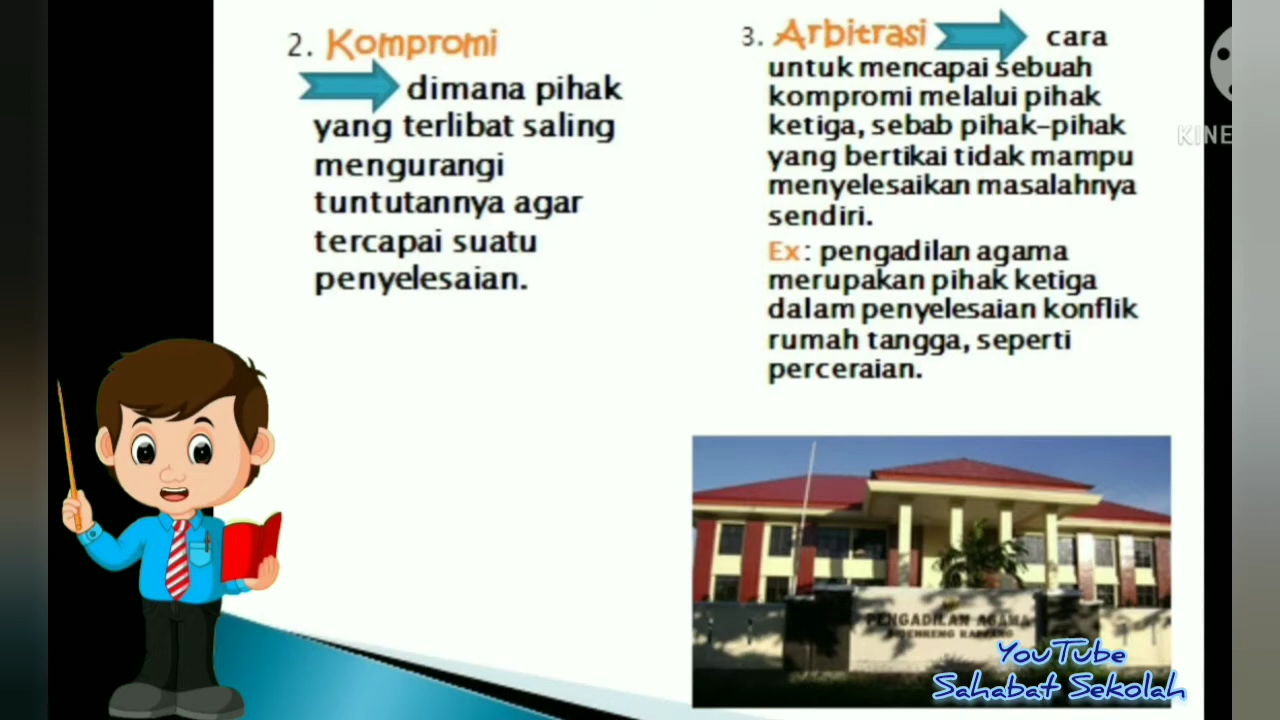 2. Kompromi
dimana pihak
yang terlibat saling
mengurangi
tuntutannya agar
tercapai suatu
penyelesaian.
3. Arbitrasi cara
untuk mencapai sebuah
kompromi melalui pihak
ketiga, sebab pihak-pihak
yang bertikai tidak mampu
menyelesaikan masalahnya
sendiri.
Ex: pengadilan agama
merupakan pihak ketiga
dalam penyelesaian konflik
rumah tangga, seperti
perceraian.
KINE
PENGADILAN AGAMA
YouTube
Sahabat Sekolah